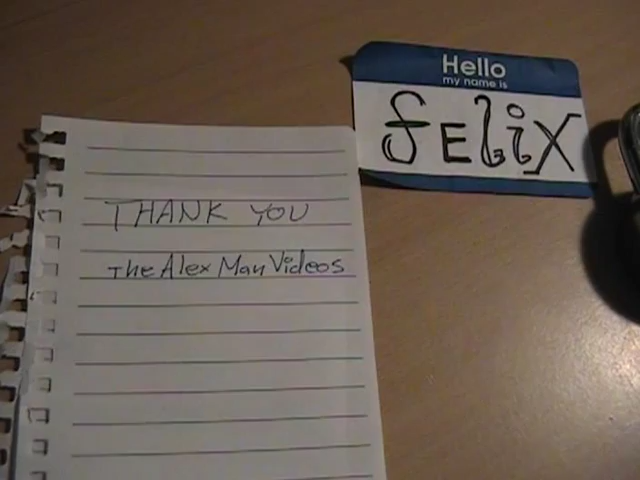 Hello
my name is
FELiX
THANK YOU
The Alex Man Videos